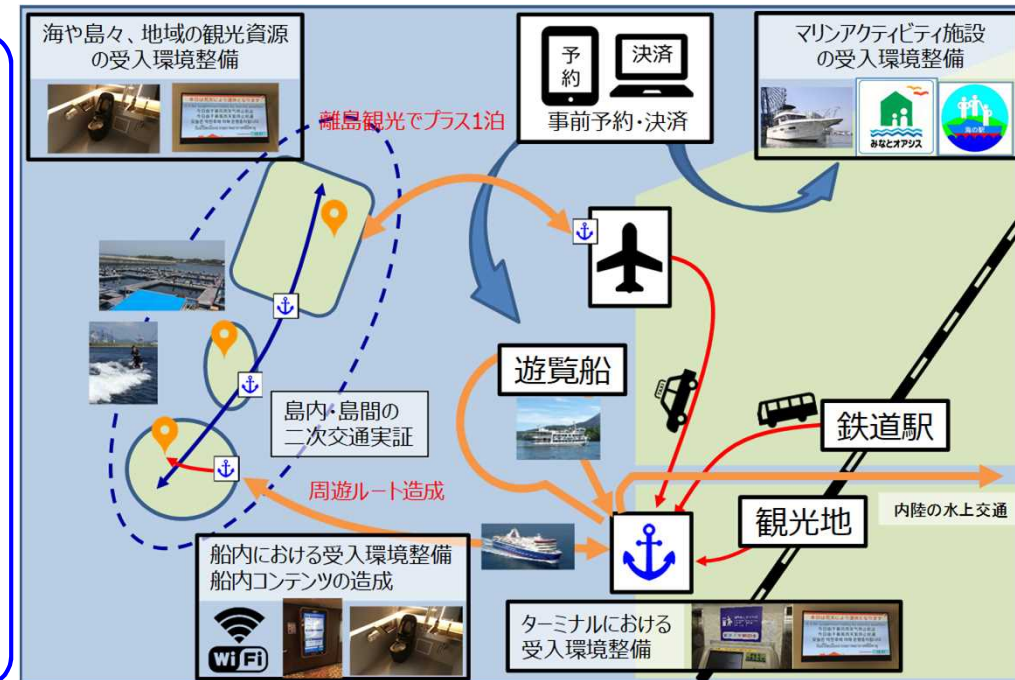 海や島々、地域の観光資源
の受入環境整備
予
約
決済
事前予約・決済
マリンアクティビティ施設
の受入環境整備
みなとオアシス
海の駅
離島観光でプラス1泊
遊覧船
島内・島間の
二次交通実証
TAXI
鉄道駅
周遊ルート造成
観光地
内陸の水上交通
船内における受入環境整備
船内コンテンツの造成
WiFi
ターミナルにおける
受入環境整備